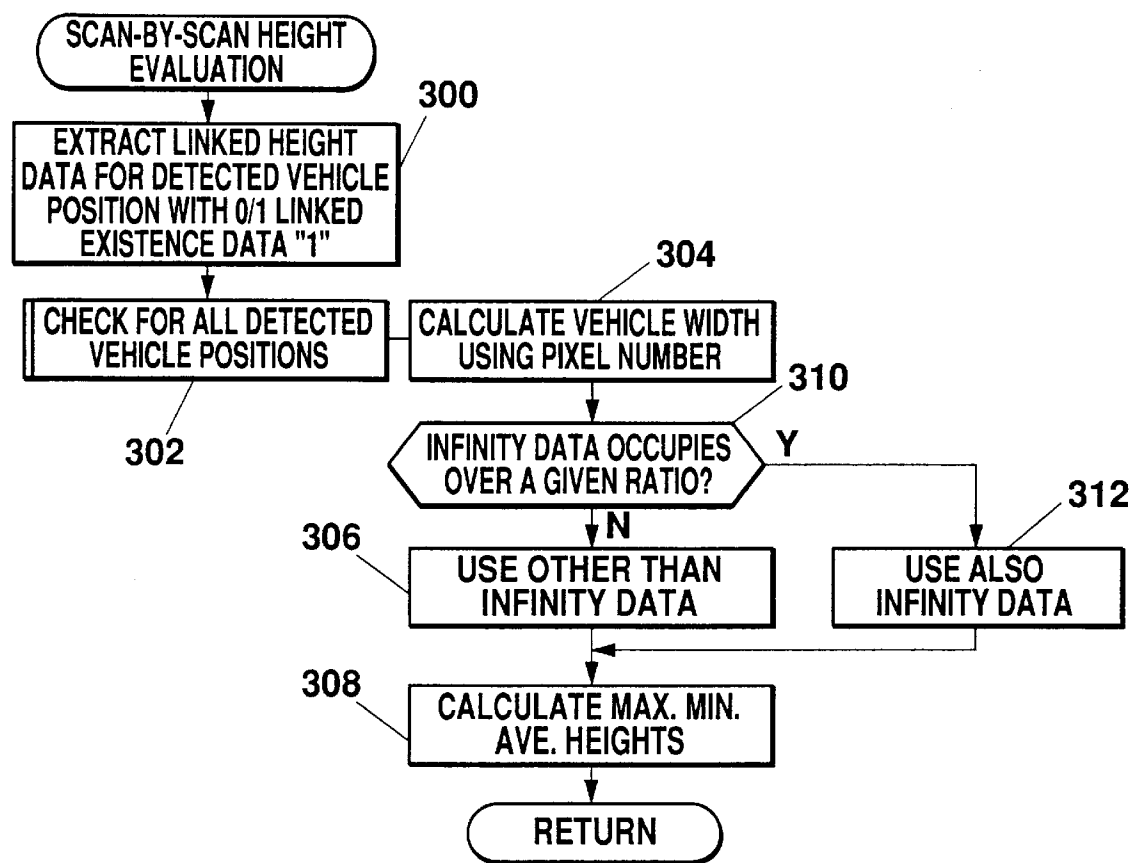 SCAN-BY-SCAN HEIGHT
EVALUATION
300
EXTRACT LINKED HEIGHT
DATA FOR DETECTED VEHICLE
POSITION WITH 0/1 LINKED
EXISTENCE DATA "1"
304
CHECK FOR ALL DETECTED
VEHICLE POSITIONS
302
CALCULATE VEHICLE WIDTH
USING PIXEL NUMBER
310
INFINITY DATA OCCUPIES
OVER A GIVEN RATIO?
Y
N
312
306
USE OTHER THAN
INFINITY DATA
USE ALSO
INFINITY DATA
308
CALCULATE MAX. MIN.
AVE. HEIGHTS
RETURN